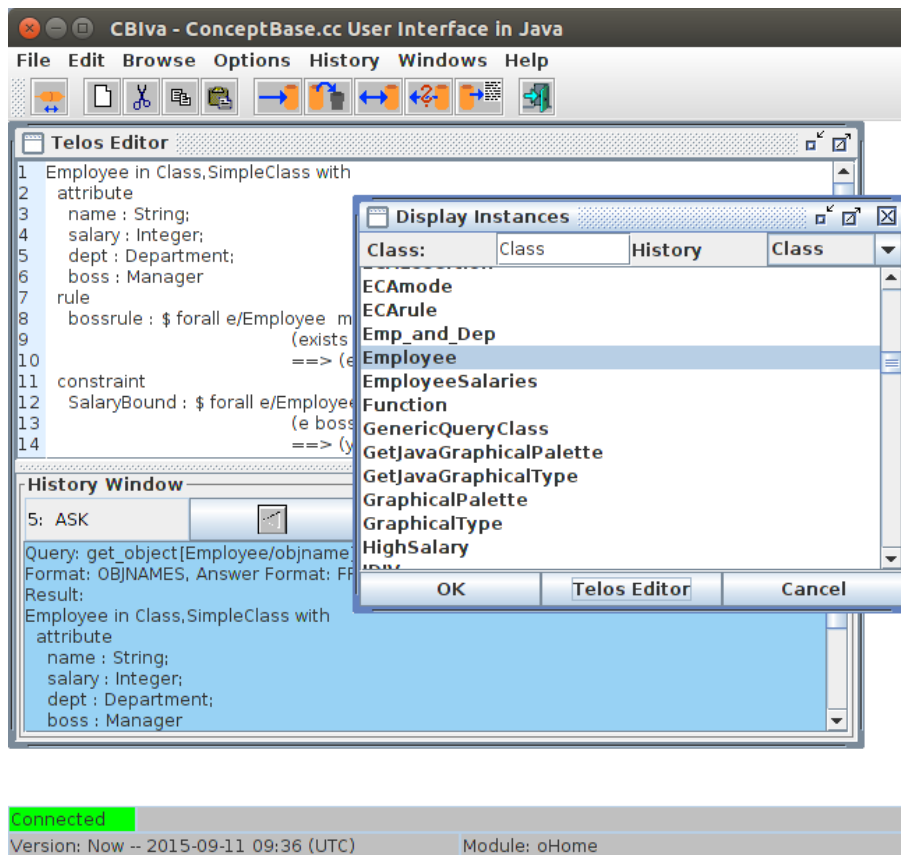 CBIva - ConceptBase.cc User Interface in Java
File Edit Browse Options History Windows Help
Telos Editor
1 Employee in Class,SimpleClass with
2 attribute
3 name : String;
4 salary : Integer;
5 dept : Department;
6 boss : Manager
7 rule
8 bossrule : $ forall e/Employee m
9 (exists
10 ==> (e
11 constraint
12 SalaryBound : $ forall e/Employee
13 (e boss
14 ==> (y
Display Instances
Class: Class History Class
ECAmode
ECArule
Emp_and_Dep
Employee
EmployeeSalaries
Function
GenericQueryClass
GetJavaGraphicalPalette
GetJavaGraphicalType
GraphicalPalette
GraphicalType
HighSalary
OK Telos Editor Cancel
History Window
5: ASK
Query: get_object[Employee/objname]
Format: OBJNAMES, Answer Format: FR
Result:
Employee in Class,SimpleClass with
attribute
name : String;
salary : Integer;
dept : Department;
boss : Manager
Connected
Version: Now -- 2015-09-11 09:36 (UTC) Module: oHome